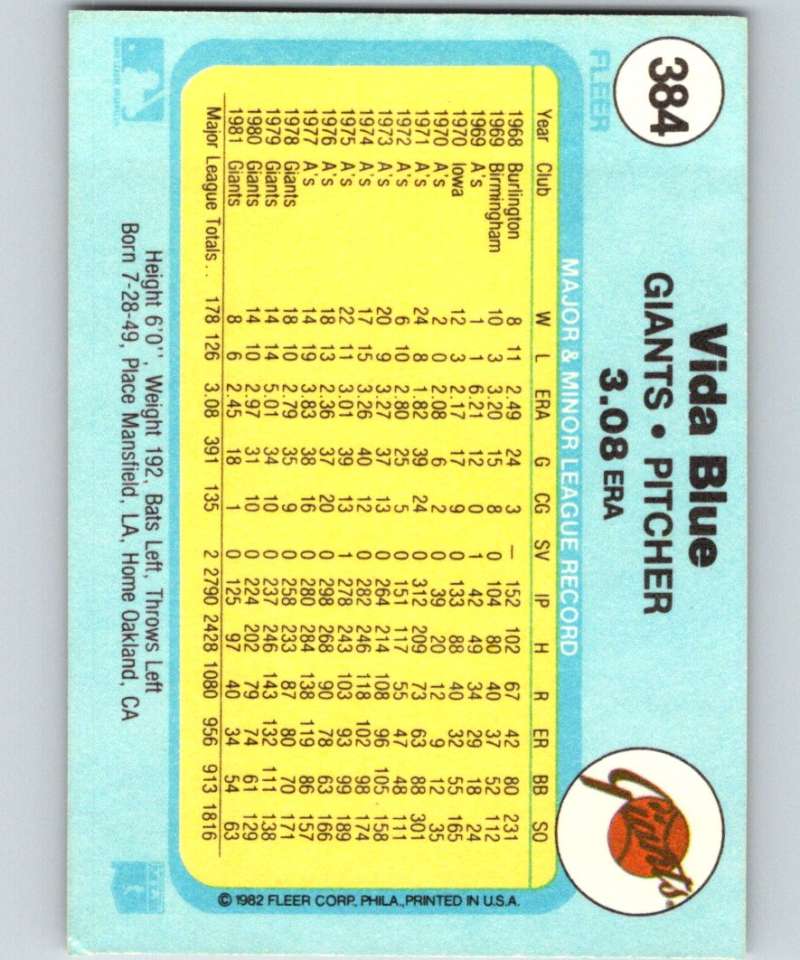 384
FLEER
Vida Blue
GIANTS • PITCHER
3.08 ERA
Giants
MAJOR & MINOR LEAGUE RECORD
Year Club W L ERA G CG SV IP H R ER BB SO
1968 Burlington 8 11 2.49 24 3 — 152 102 67 42 80 231
1969 Birmingham 10 3 3.20 15 8 0 104 80 40 37 52 112
1969 A's 1 1 6.21 12 0 1 42 49 34 29 18 24
1970 Iowa 12 3 2.17 17 9 0 133 88 40 32 55 165
1970 A's 2 0 2.08 6 2 0 39 20 12 9 12 35
1971 A's 24 8 1.82 39 24 0 312 209 73 63 88 301
1972 A's 6 10 2.80 25 5 0 151 117 55 47 48 111
1973 A's 20 9 3.27 37 13 0 264 214 108 96 105 158
1974 A's 17 15 3.26 40 12 0 282 246 118 102 98 174
1975 A's 22 11 3.01 39 13 1 278 243 103 93 99 189
1976 A's 18 13 2.36 37 20 0 298 268 90 78 63 166
1977 A's 14 19 3.83 38 16 0 280 284 138 119 86 157
1978 Giants 18 10 2.79 35 9 0 258 233 87 80 70 171
1979 Giants 14 14 5.01 34 10 0 237 246 143 132 111 138
1980 Giants 14 10 2.97 31 10 0 224 202 79 74 61 129
1981 Giants 8 6 2.45 18 1 0 125 97 40 34 54 63
Major League Totals .. 178 126 3.08 391 135 2 2790 2428 1080 956 913 1816
© 1982 FLEER CORP. PHILA., PRINTED IN U.S.A.
Height 6'0", Weight 192, Bats Left, Throws Left
Born 7-28-49, Place Mansfield, LA, Home Oakland, CA